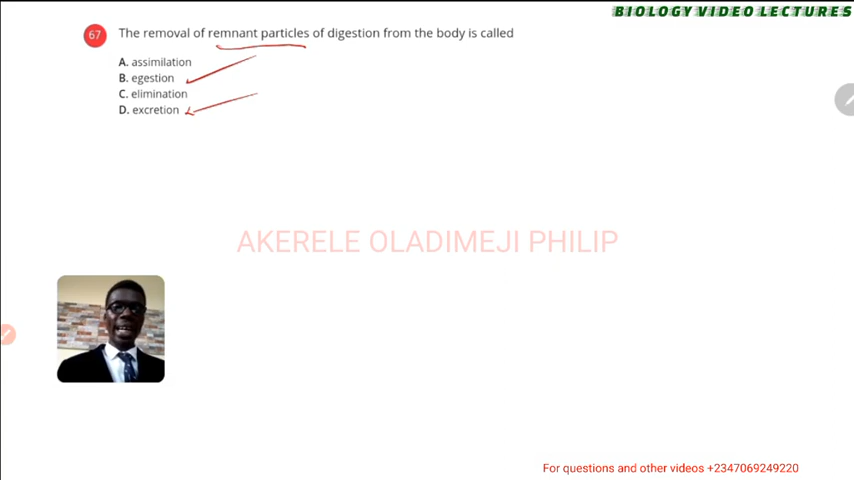 BIOLOGY VIDEO LECTURES
67 The removal of remnant particles of digestion from the body is called
A. assimilation
B. egestion
C. elimination
D. excretion
AKERELE OLADIMEJI PHILIP
For questions and other videos +2347069249220